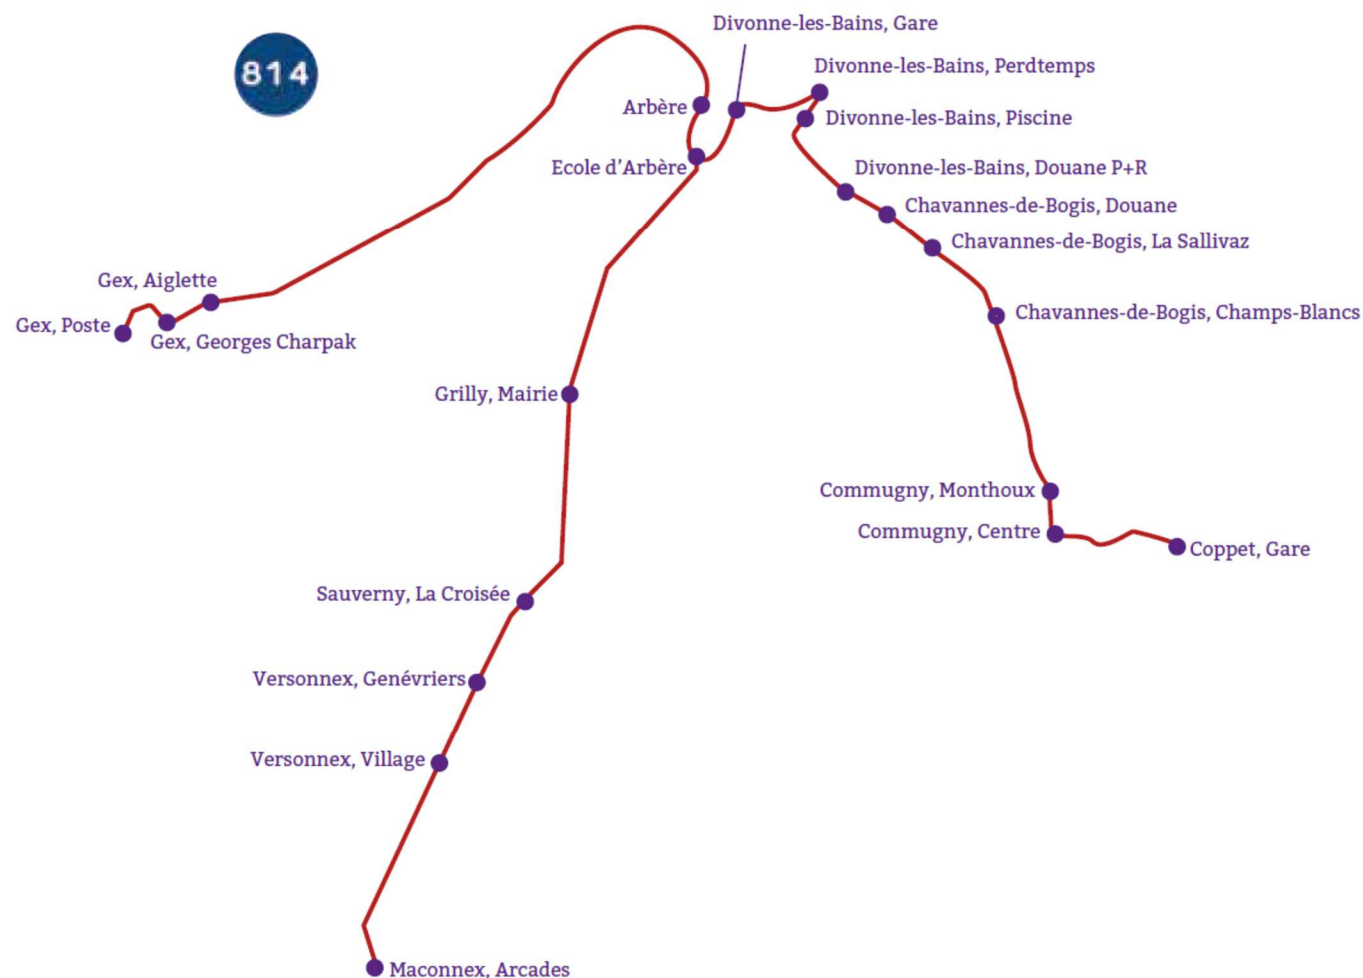 814
Divonne-les-Bains, Gare
Divonne-les-Bains, Perdtemps
Arbère
Divonne-les-Bains, Piscine
Ecole d’Arbère
Divonne-les-Bains, Douane P+R
Chavannes-de-Bogis, Douane
Chavannes-de-Bogis, La Sallivaz
Gex, Aiglette
Chavannes-de-Bogis, Champs-Blancs
Gex, Poste
Gex, Georges Charpak
Grilly, Mairie
Commugny, Monthoux
Commugny, Centre
Coppet, Gare
Sauverny, La Croisée
Versonnex, Genévriers
Versonnex, Village
Maconnex, Arcades